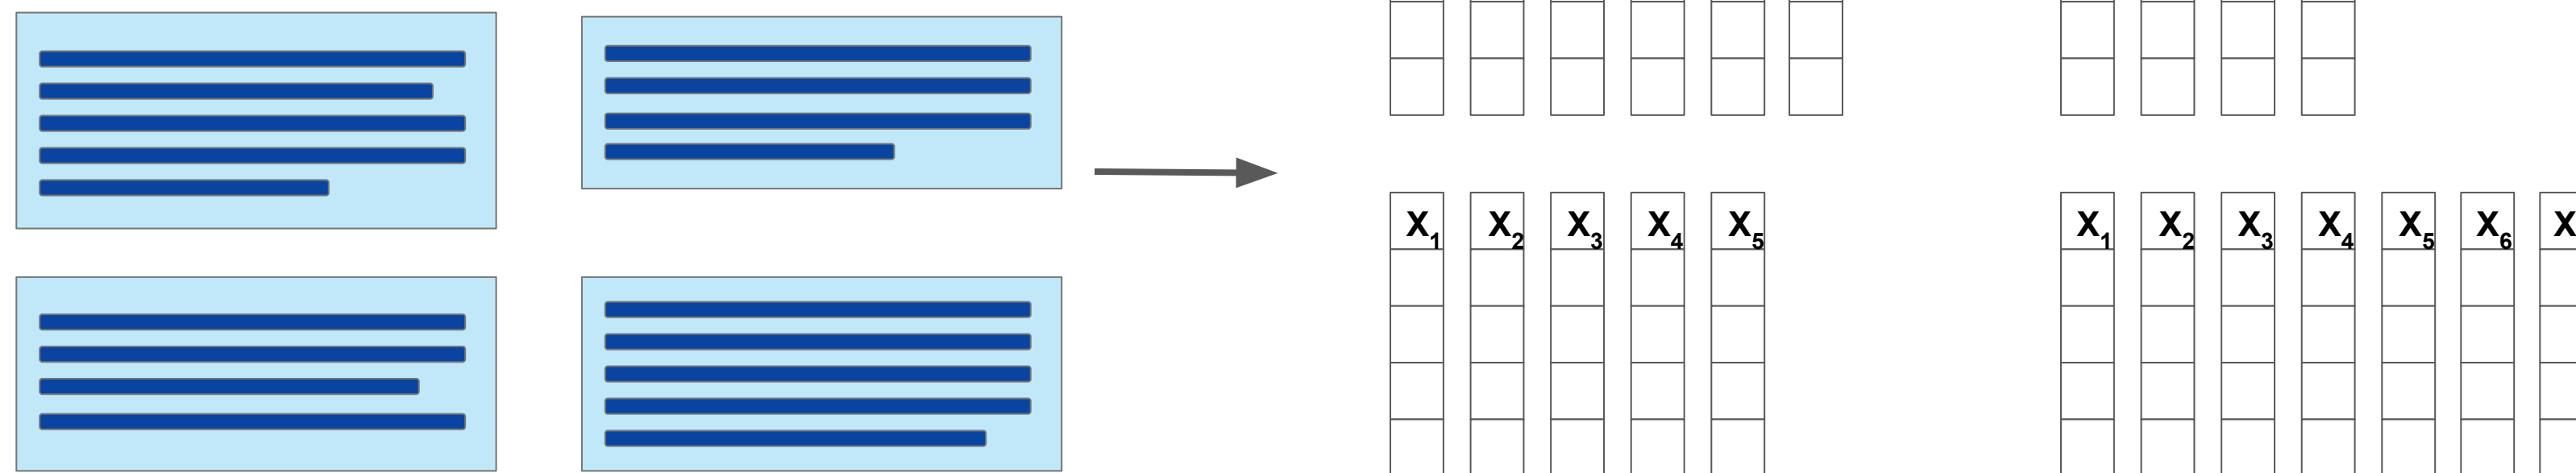 X₁ X₂ X₃ X₄ X₅
X₁ X₂ X₃ X₄ X₅ X₆ X